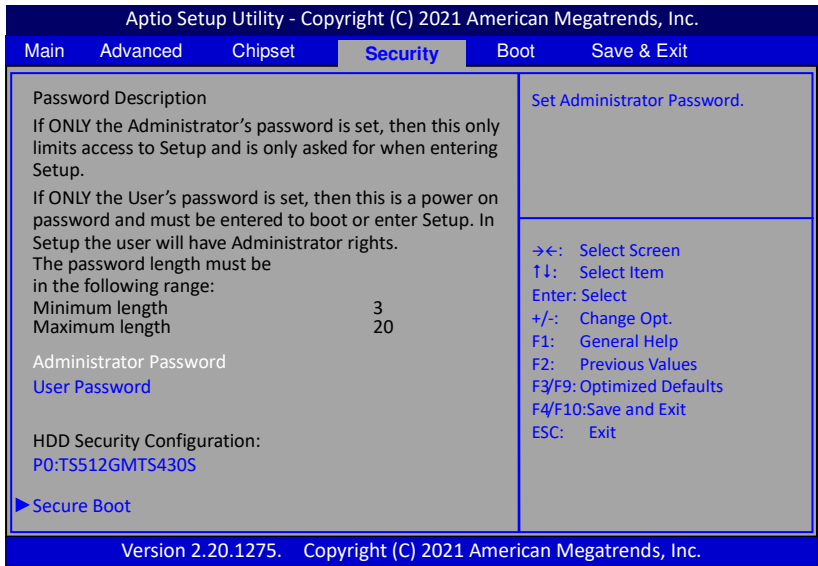 Aptio Setup Utility - Copyright (C) 2021 American Megatrends, Inc.
Main Advanced Chipset Security Boot Save & Exit
Password Description
If ONLY the Administrator's password is set, then this only
limits access to Setup and is only asked for when entering
Setup.
If ONLY the User's password is set, then this is a power on
password and must be entered to boot or enter Setup. In
Setup the user will have Administrator rights.
The password length must be
in the following range:
Minimum length 3
Maximum length 20
Administrator Password
User Password
HDD Security Configuration:
P0:TS512GMTS430S
▶Secure Boot
Set Administrator Password.
→←: Select Screen
↑↓: Select Item
Enter: Select
+/-: Change Opt.
F1: General Help
F2: Previous Values
F3/F9: Optimized Defaults
F4/F10:Save and Exit
ESC: Exit
Version 2.20.1275. Copyright (C) 2021 American Megatrends, Inc.